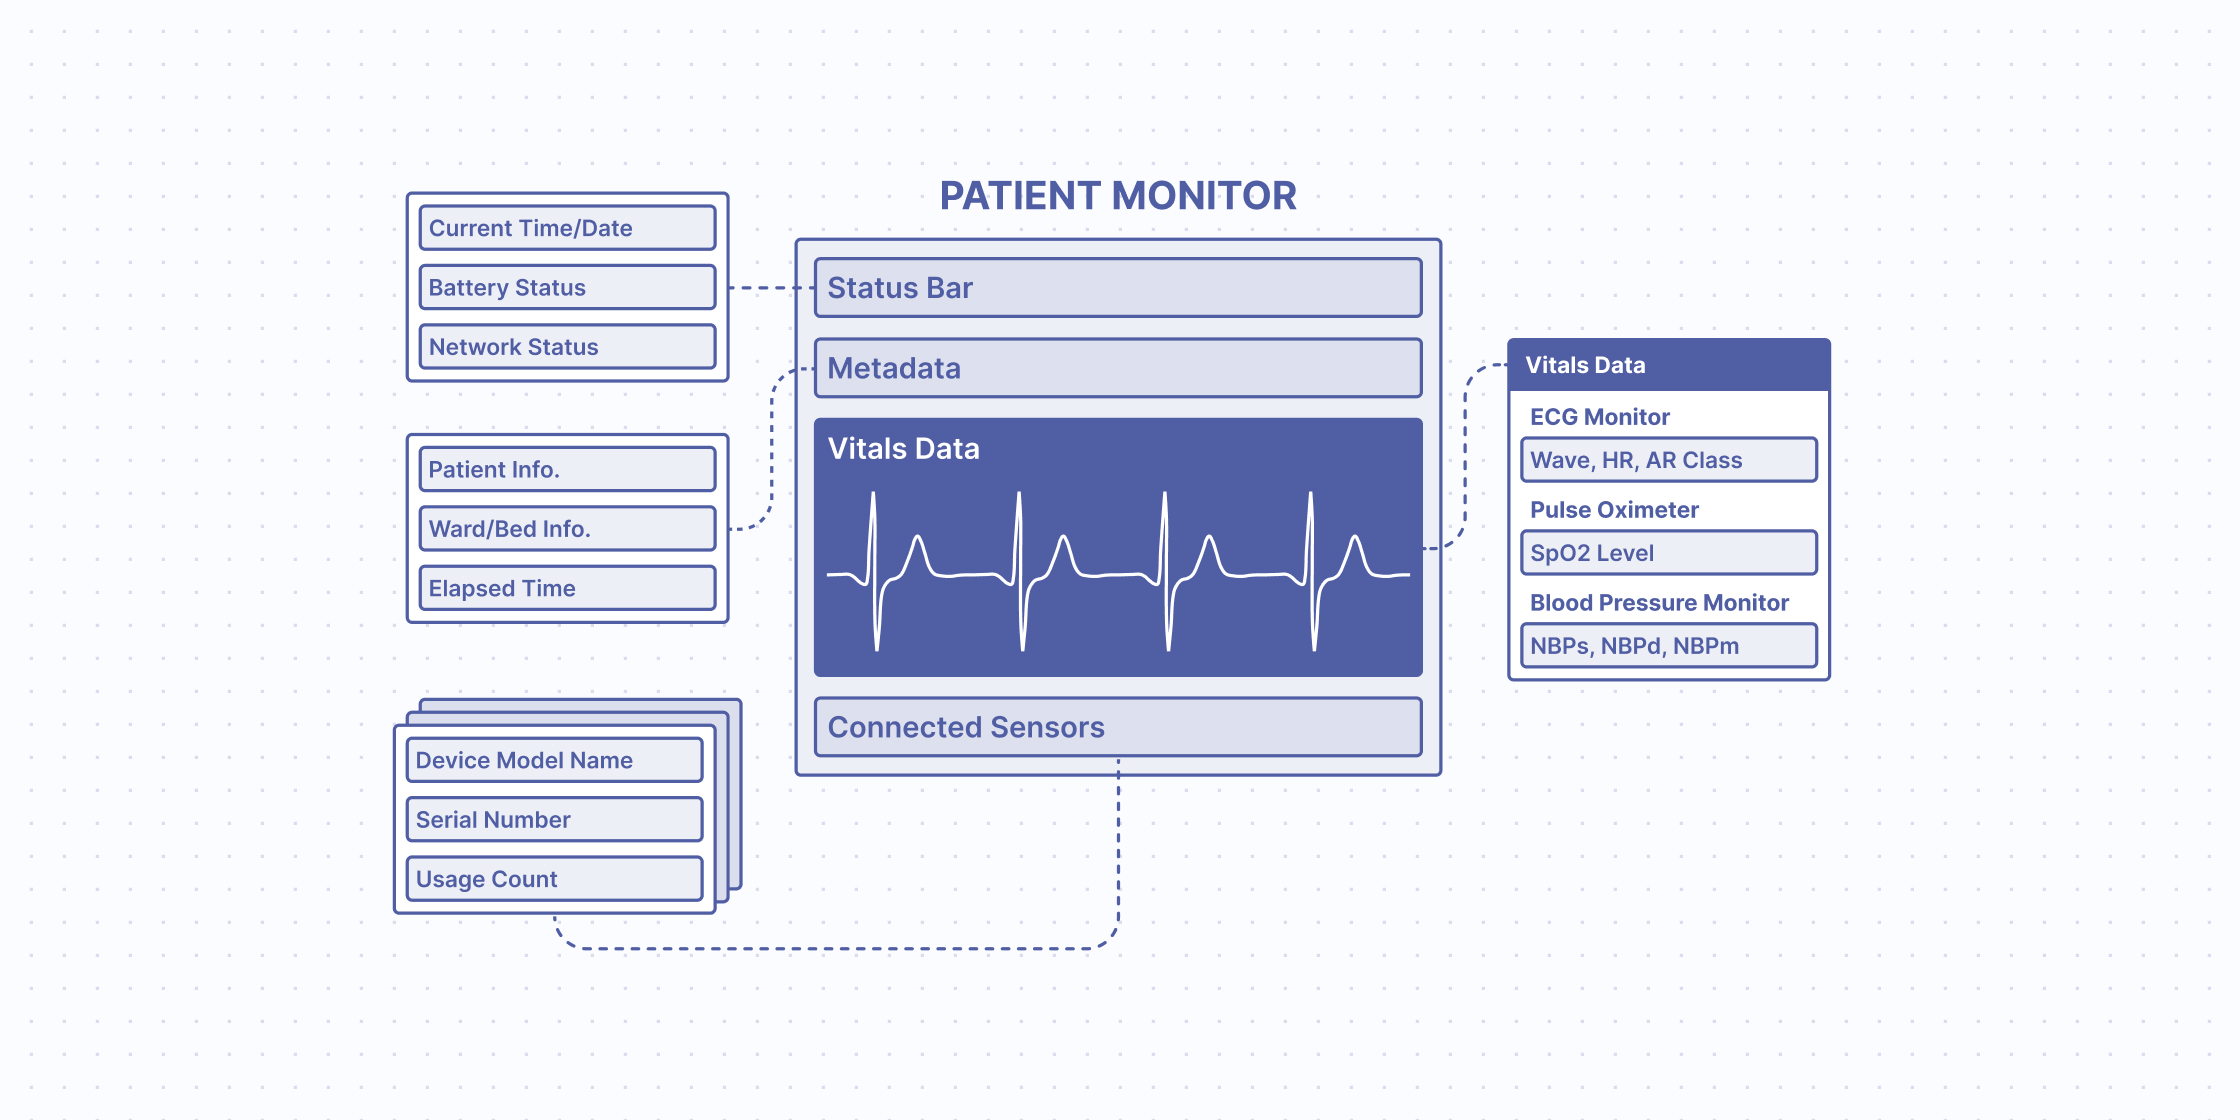 PATIENT MONITOR
Current Time/Date
Battery Status
Network Status
Patient Info.
Ward/Bed Info.
Elapsed Time
Device Model Name
Serial Number
Usage Count
Status Bar
Metadata
Vitals Data
Connected Sensors
Vitals Data
ECG Monitor
Wave, HR, AR Class
Pulse Oximeter
SpO2 Level
Blood Pressure Monitor
NBPs, NBPd, NBPm